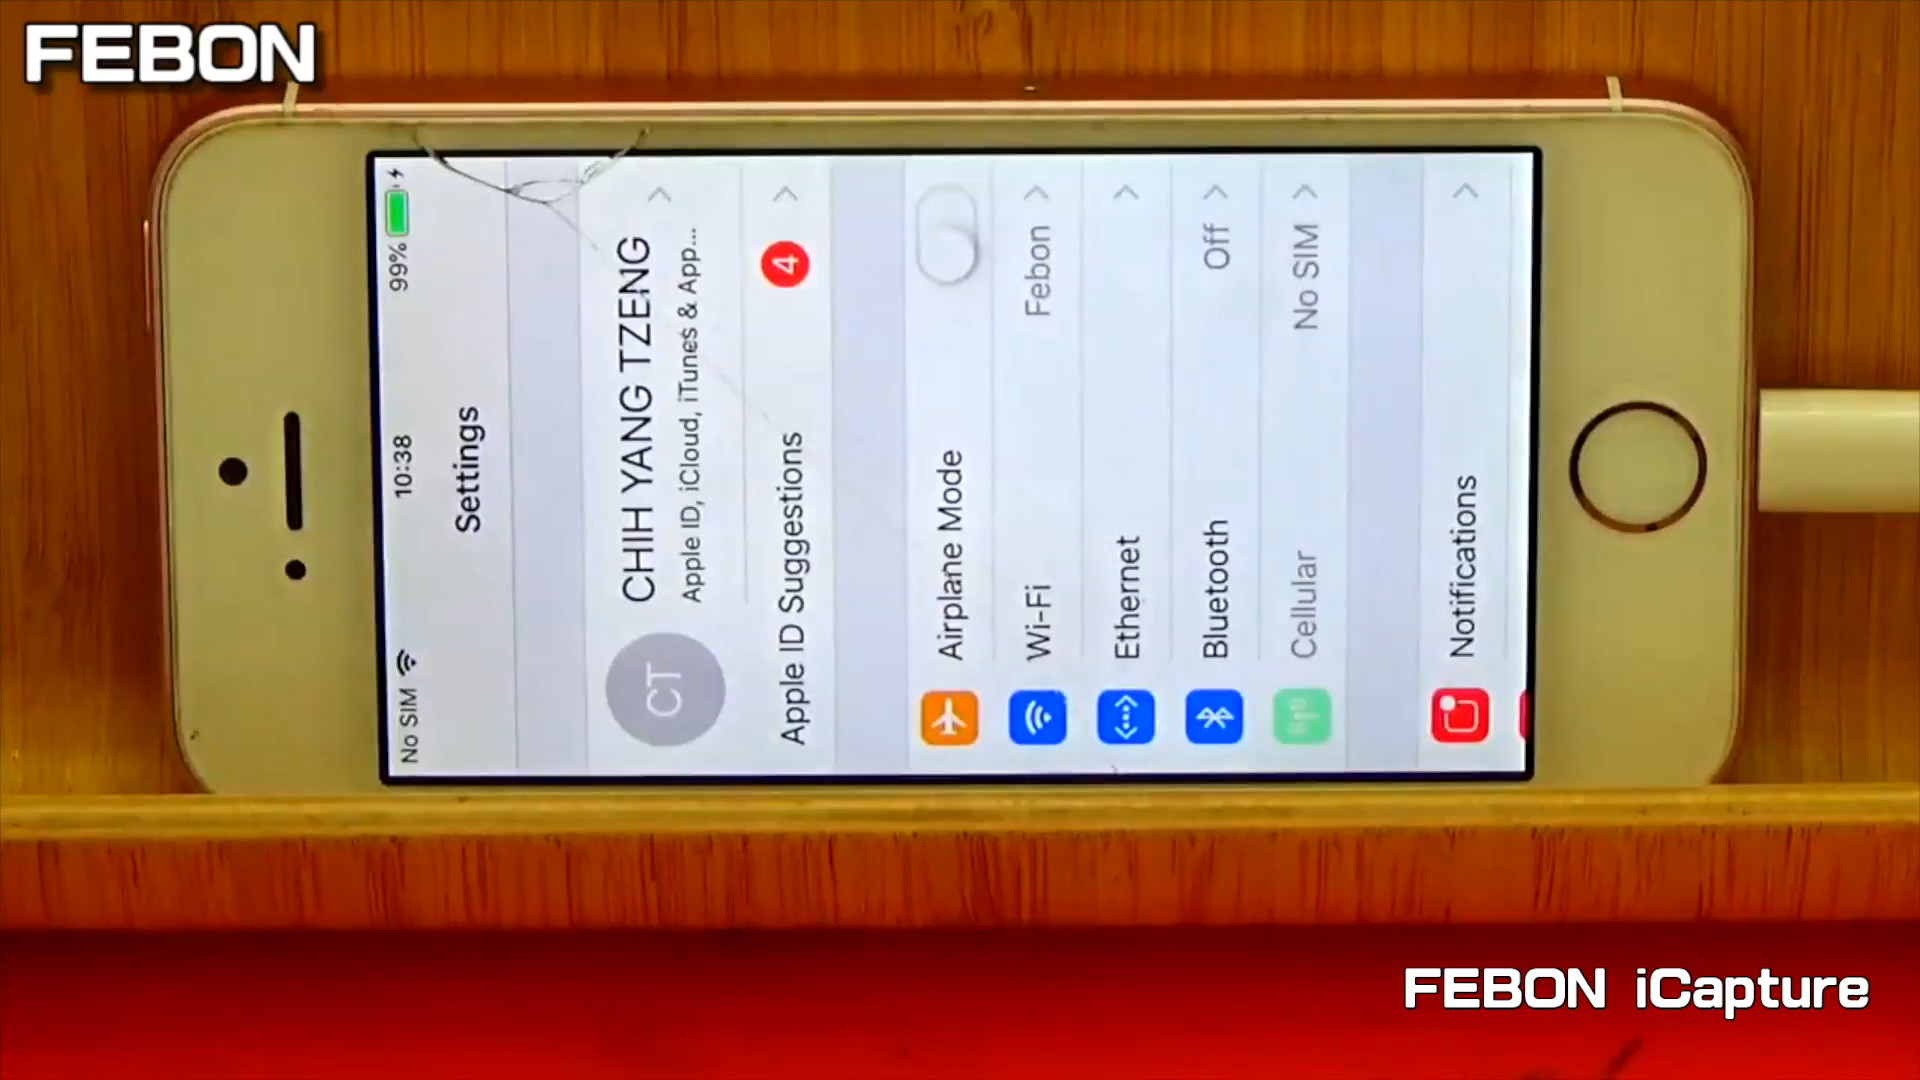 FEBON
No SIM 10:38 99%
Settings
CT
CHIH YANG TZENG
Apple ID, iCloud, iTunes & App...
Apple ID Suggestions 4
Airplane Mode
Wi-Fi Febon
Ethernet
Bluetooth Off
Cellular No SIM
Notifications
FEBON iCapture